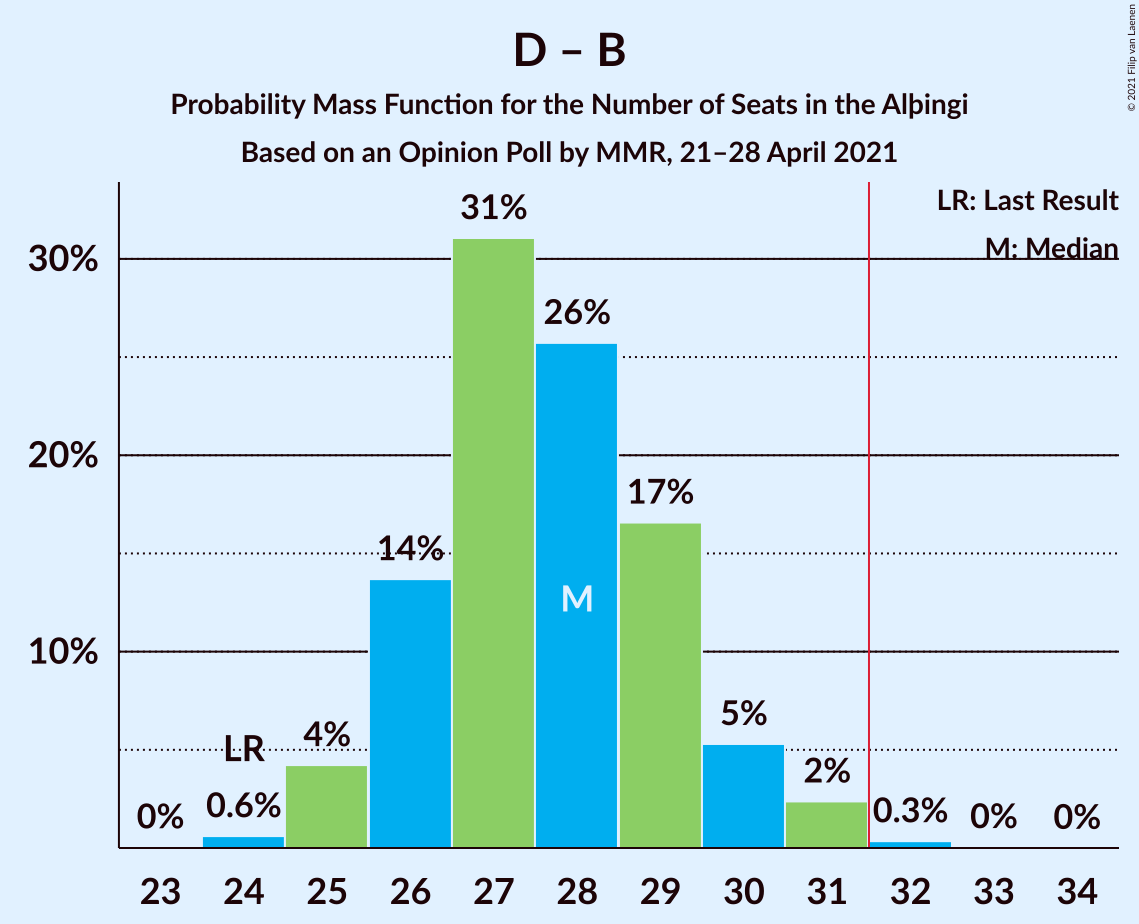 D – B
Probability Mass Function for the Number of Seats in the Alþingi
Based on an Opinion Poll by MMR, 21–28 April 2021
© 2021 Filip van Laenen
LR: Last Result
M: Median
30%
20%
10%
0%
LR
0.6%
4%
14%
31%
26%
M
17%
5%
2%
0.3%
0%
0%
23 24 25 26 27 28 29 30 31 32 33 34